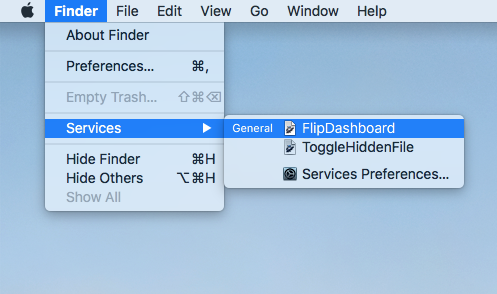 Finder File Edit View Go Window Help
About Finder
Preferences... ⌘,
Empty Trash... ⇧⌘⌫
Services ▶
General FlipDashboard
ToggleHiddenFile
Services Preferences...
Hide Finder ⌘H
Hide Others ⌥⌘H
Show All